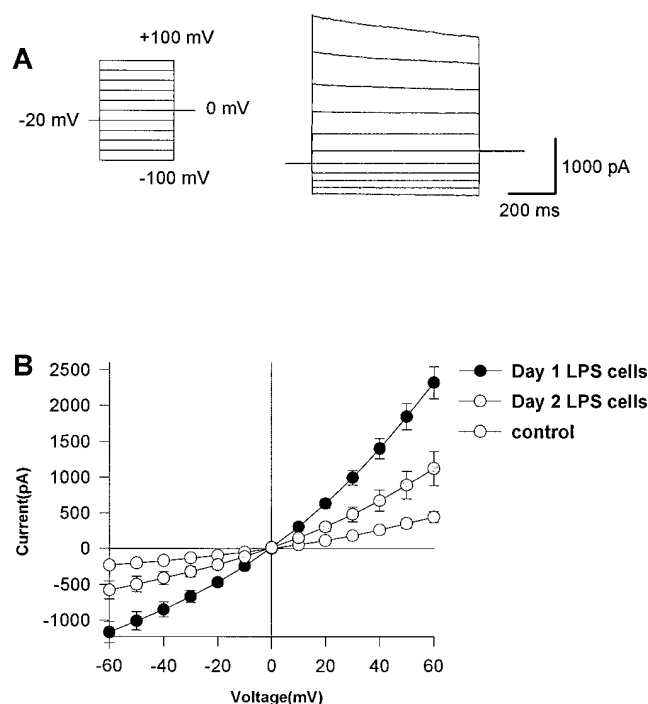 A
+100 mV
-20 mV
0 mV
-100 mV
1000 pA
200 ms
B
2500
2000
1500
1000
500
0
-500
-1000
Current(pA)
-60
-40
-20
0
20
40
60
Voltage(mV)
Day 1 LPS cells
Day 2 LPS cells
control